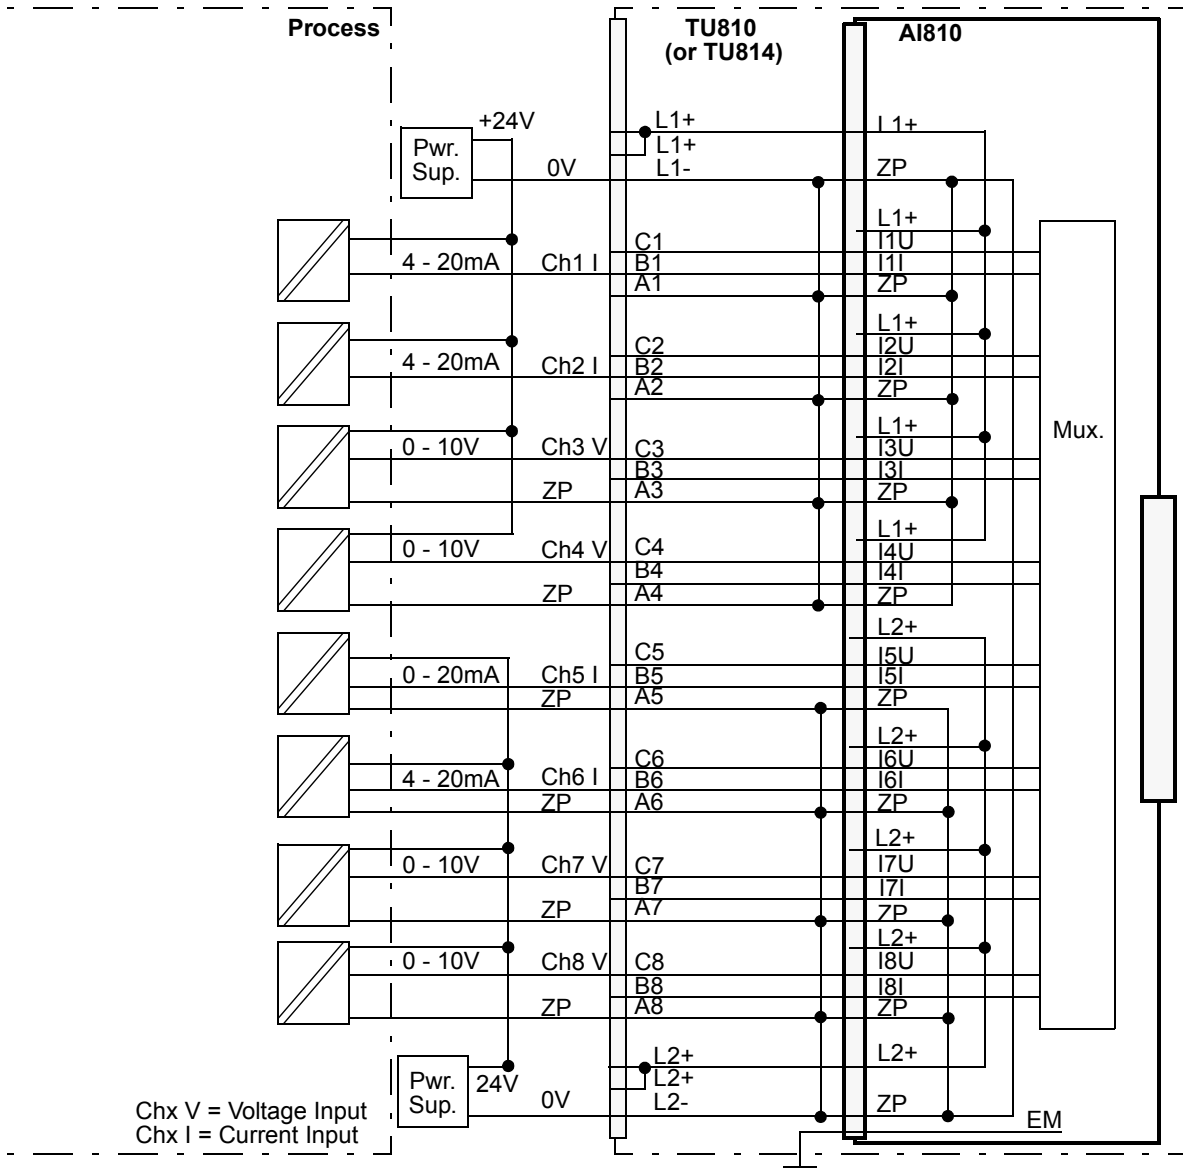 Process
TU810
(or TU814)
AI810
+24V
L1+
L1+
Pwr.
Sup.
L1+
0V
L1-
ZP
L1+
C1
I1U
4 - 20mA
Ch1 I
B1
I1I
A1
ZP
L1+
C2
I2U
4 - 20mA
Ch2 I
B2
I2I
A2
ZP
L1+
Mux.
0 - 10V
Ch3 V
C3
I3U
B3
I3I
ZP
A3
ZP
L1+
0 - 10V
Ch4 V
C4
I4U
B4
I4I
ZP
A4
ZP
L2+
C5
I5U
0 - 20mA
Ch5 I
B5
I5I
ZP
A5
ZP
L2+
C6
I6U
4 - 20mA
Ch6 I
B6
I6I
ZP
A6
ZP
L2+
0 - 10V
Ch7 V
C7
I7U
B7
I7I
ZP
A7
ZP
L2+
0 - 10V
Ch8 V
C8
I8U
B8
I8I
ZP
A8
ZP
L2+
L2+
Pwr.
Sup.
24V
L2+
0V
L2-
ZP
EM
Chx V = Voltage Input
Chx I = Current Input